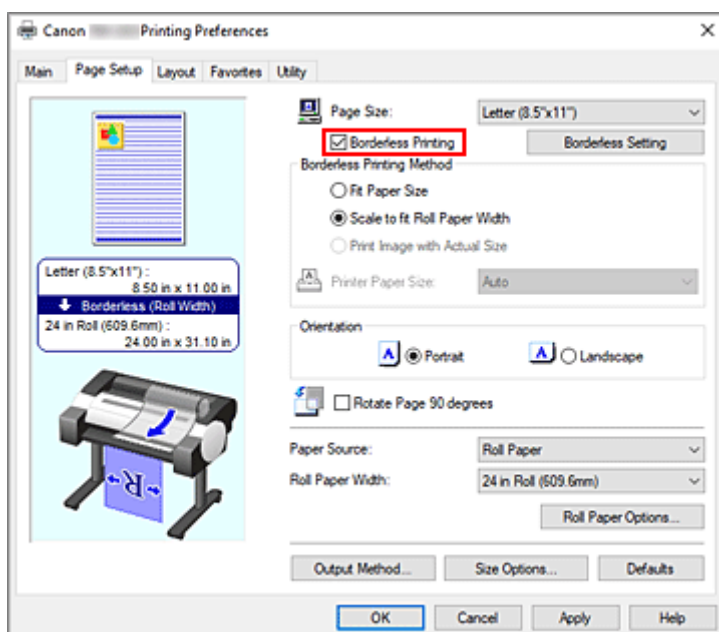 Canon Printing Preferences
Main Page Setup Layout Favorites Utility
Page Size: Letter (8.5"x11")
Borderless Printing Borderless Setting
Borderless Printing Method
Fit Paper Size
Scale to fit Roll Paper Width
Print Image with Actual Size
Printer Paper Size: Auto
Letter (8.5"x11") :
8.50 in x 11.00 in
Borderless (Roll Width)
24 in Roll (609.6mm) :
24.00 in x 31.10 in
Orientation
A Portrait A Landscape
Rotate Page 90 degrees
Paper Source: Roll Paper
Roll Paper Width: 24 in Roll (609.6mm)
Roll Paper Options...
R
Output Method... Size Options... Defaults
OK Cancel Apply Help